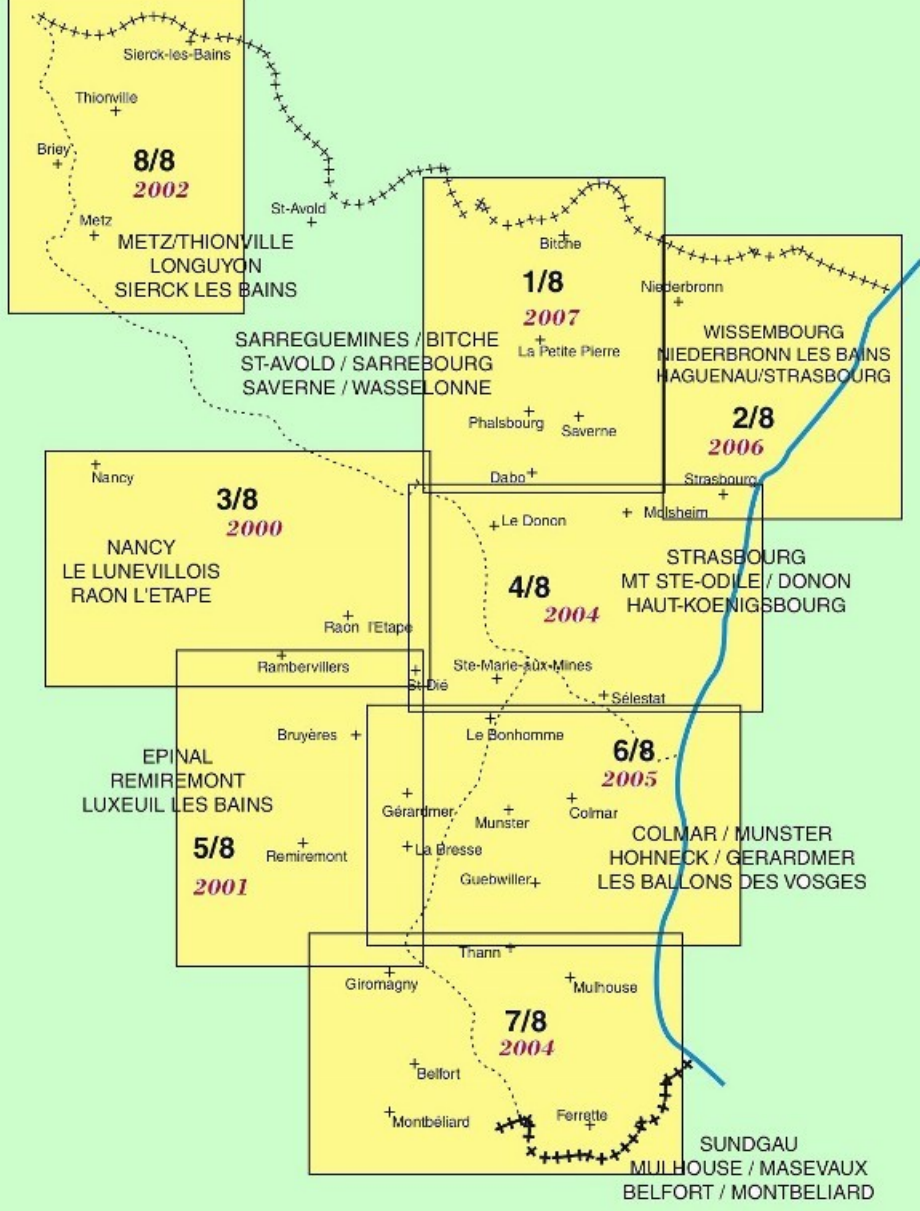 Sierck-les-Bains
Thionville
Briey
8/8
2002
Metz
METZ/THIONVILLE
LONGUYON
SIERCK LES BAINS
St-Avold
Bitche
1/8
2007
La Petite Pierre
SARREGUEMINES / BITCHE
ST-AVOLD / SARREBOURG
SAVERNE / WASSELONNE
Phalsbourg
Saverne
Dabo
Niederbronn
WISSEMBOURG
NIEDERBRONN LES BAINS
HAGUENAU/STRASBOURG
2/8
2006
Strasbourg
Nancy
3/8
2000
NANCY
LE LUNEVILLOIS
RAON L'ETAPE
Raon l'Etape
Rambervillers
St-Dié
Le Donon
Molsheim
STRASBOURG
MT STE-ODILE / DONON
HAUT-KOENIGSBOURG
4/8
2004
Ste-Marie-aux-Mines
Sélestat
Bruyères
EPINAL
REMIREMONT
LUXEUIL LES BAINS
5/8
2001
Remiremont
Le Bonhomme
6/8
2005
Gérardmer
Munster
Colmar
La Bresse
Guebwiller
COLMAR / MUNSTER
HOHNECK / GERARDMER
LES BALLONS DES VOSGES
Thann
Giromagny
Mulhouse
7/8
2004
Belfort
Montbéliard
Ferrette
SUNDGAU
MULHOUSE / MASEVAUX
BELFORT / MONTBELIARD